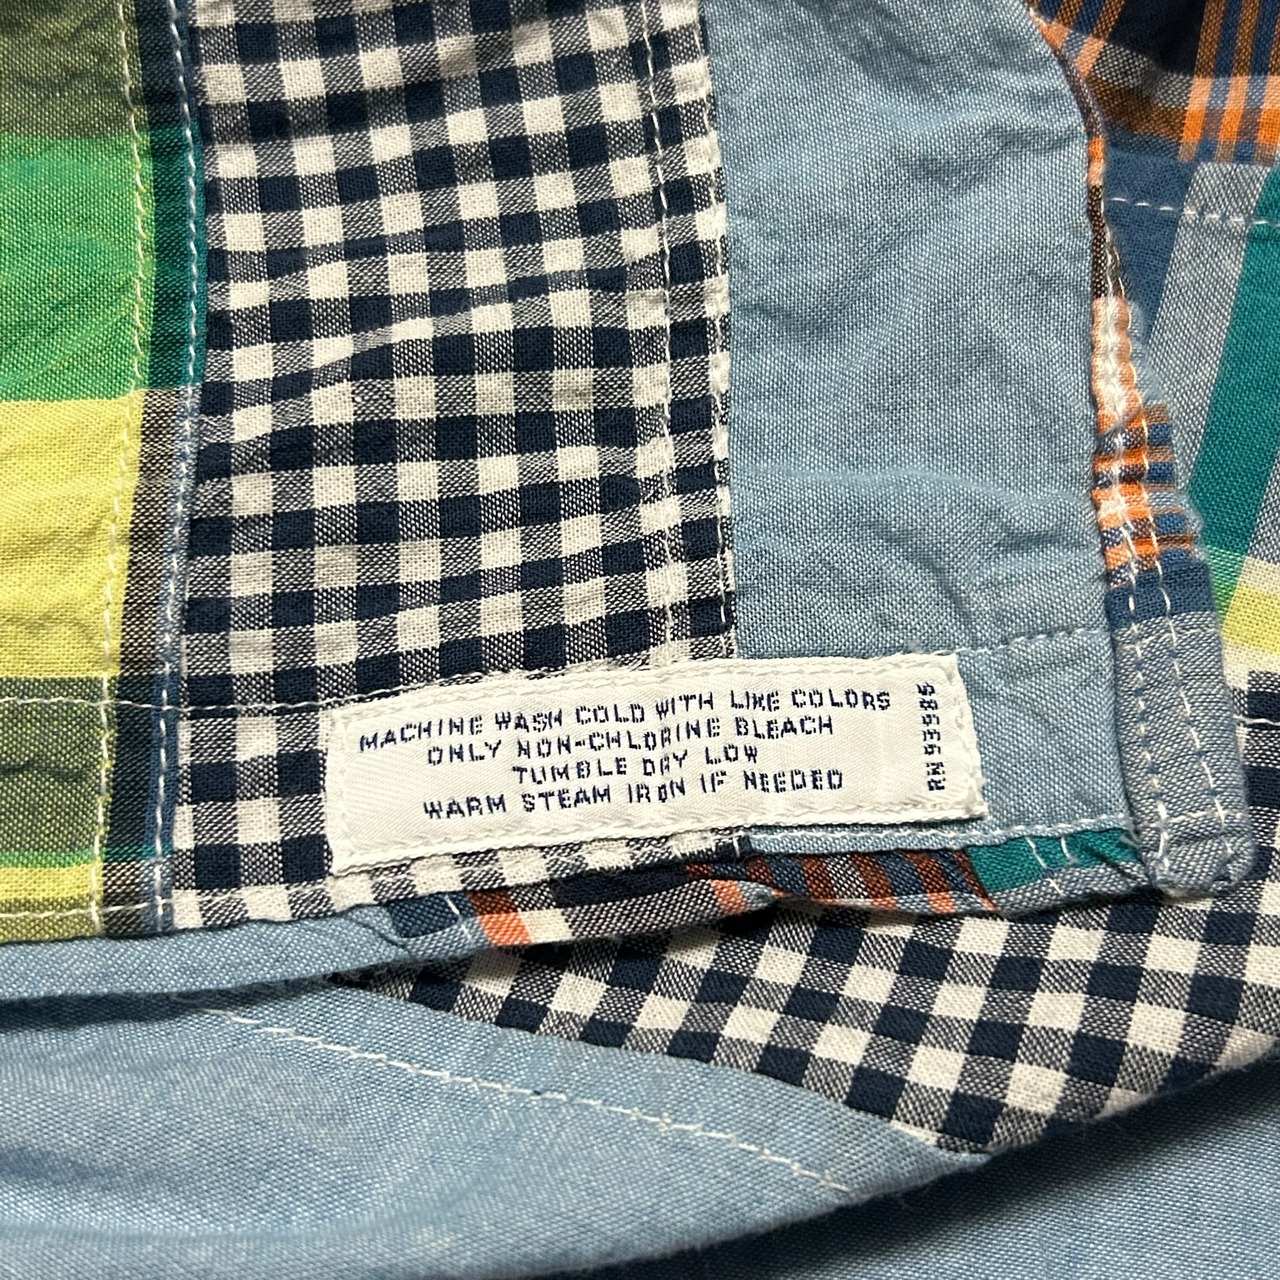 MACHINE WASH COLD WITH LIKE COLORS
ONLY NON-CHLORINE BLEACH
TUMBLE DRY LOW
WARM STEAM IRON IF NEEDED
RN 93985